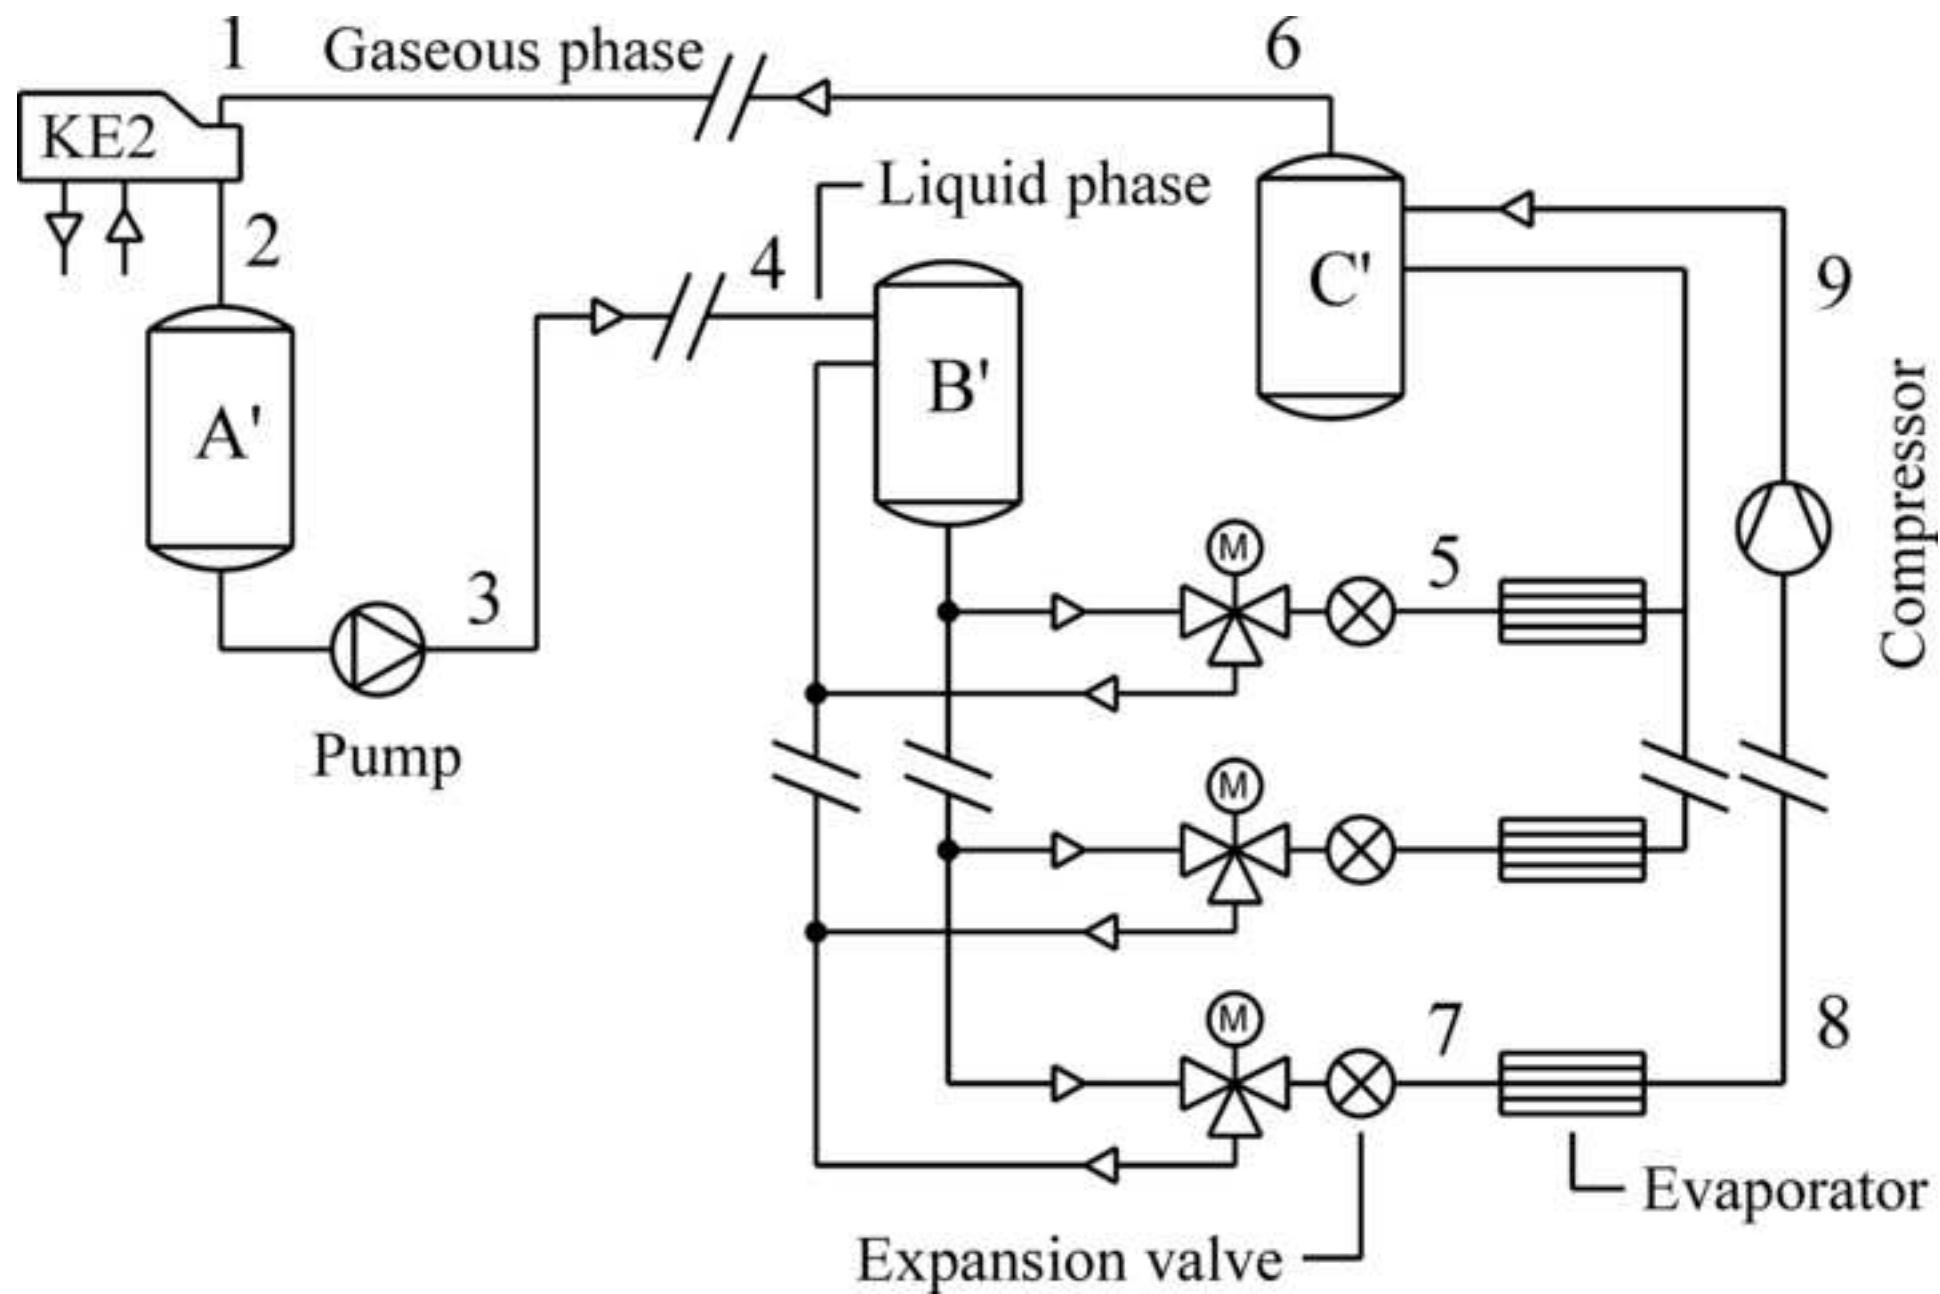 1
Gaseous phase
6
KE2
Liquid phase
2
4
C'
9
B'
A'
Compressor
M
5
3
Pump
M
M
7
8
Evaporator
Expansion valve